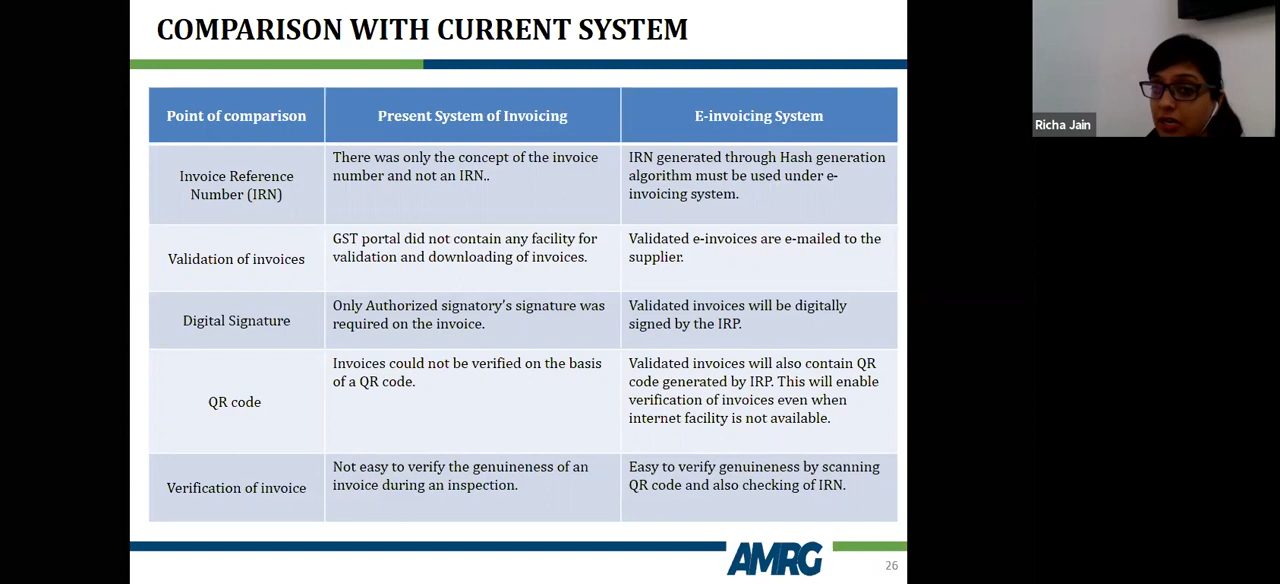 COMPARISON WITH CURRENT SYSTEM
Richa Jain
Point of comparison
Present System of Invoicing
E-invoicing System
Invoice Reference
Number (IRN)
There was only the concept of the invoice
number and not an IRN..
IRN generated through Hash generation
algorithm must be used under e-
invoicing system.
Validation of invoices
GST portal did not contain any facility for
validation and downloading of invoices.
Validated e-invoices are e-mailed to the
supplier.
Digital Signature
Only Authorized signatory's signature was
required on the invoice.
Validated invoices will be digitally
signed by the IRP.
QR code
Invoices could not be verified on the basis
of a QR code.
Validated invoices will also contain QR
code generated by IRP. This will enable
verification of invoices even when
internet facility is not available.
Verification of invoice
Not easy to verify the genuineness of an
invoice during an inspection.
Easy to verify genuineness by scanning
QR code and also checking of IRN.
AMRG
26